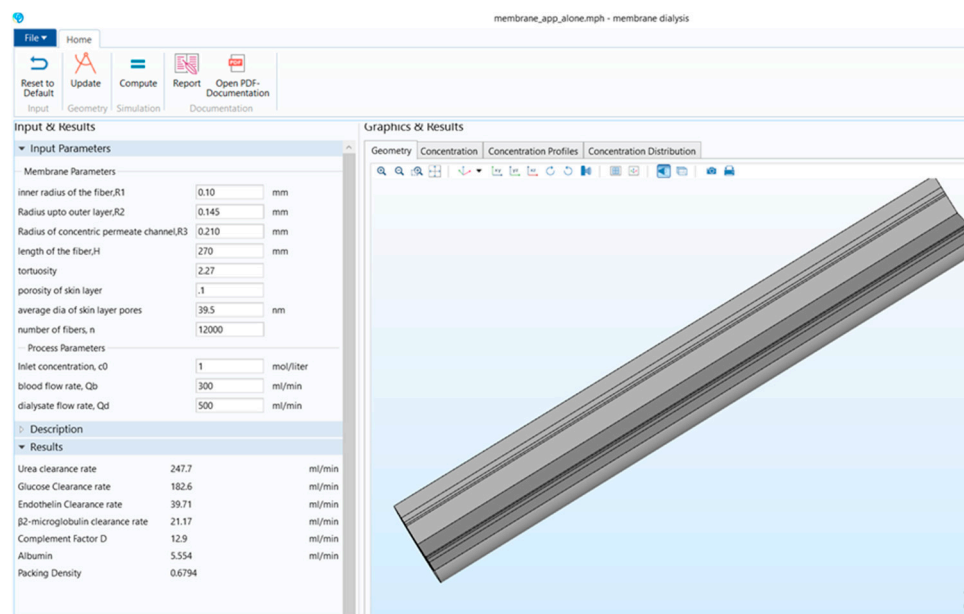 membrane_app_alone.mph - membrane dialysis
File Home
Reset to Default Update Compute Report Open PDF-Documentation
Input Geometry Simulation Documentation
Input & Results
Input Parameters
Membrane Parameters
inner radius of the fiber,R1 0.10 mm
Radius upto outer layer,R2 0.145 mm
Radius of concentric permeate channel,R3 0.210 mm
length of the fiber,H 270 mm
tortuosity 2.27
porosity of skin layer .1
average dia of skin layer pores 39.5 nm
number of fibers, n 12000
Process Parameters
Inlet concentration, c0 1 mol/liter
blood flow rate, Qb 300 ml/min
dialysate flow rate, Qd 500 ml/min
Description
Results
Urea clearance rate 247.7 ml/min
Glucose Clearance rate 182.6 ml/min
Endothelin Clearance rate 39.71 ml/min
β2-microglobulin clearance rate 21.17 ml/min
Complement Factor D 12.9 ml/min
Albumin 5.554 ml/min
Packing Density 0.6794
Graphics & Results
Geometry Concentration Concentration Profiles Concentration Distribution